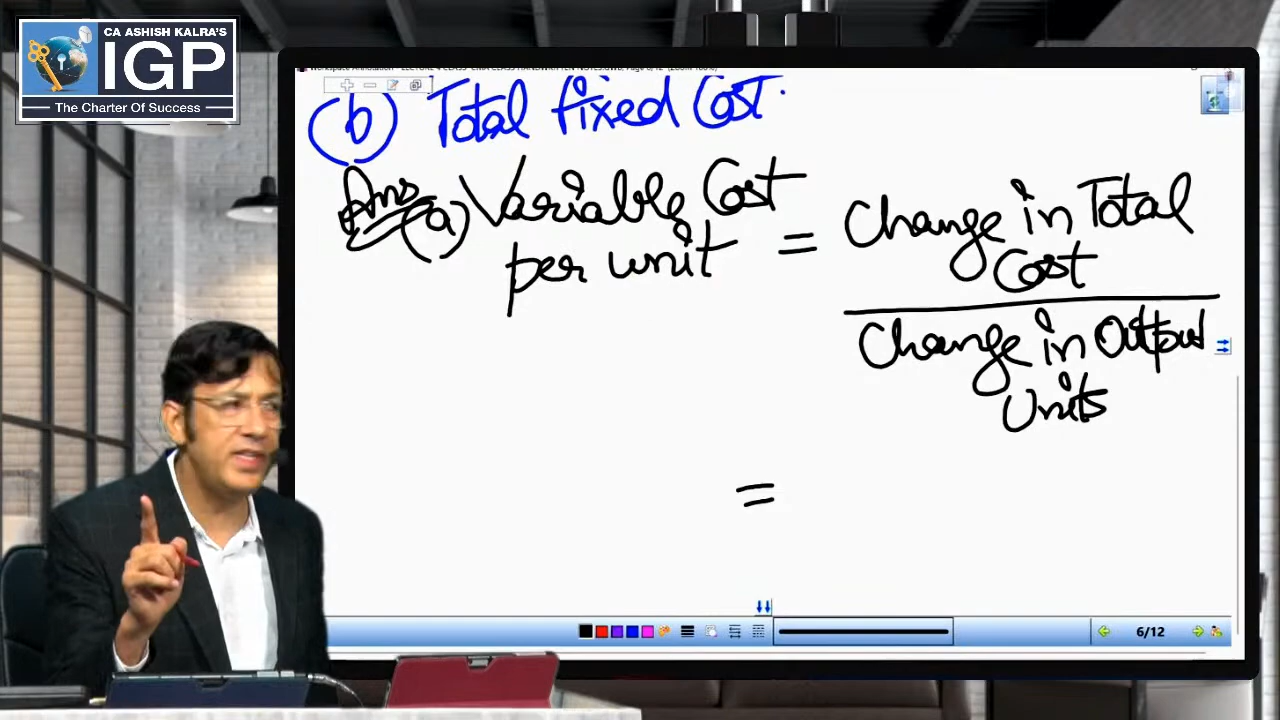 CA ASHISH KALRA'S
IGP
The Charter Of Success
(b) Total fixed Cost.
Ans (a) Variable Cost per unit = Change in Total Cost
Change in Output Units
=
6/12